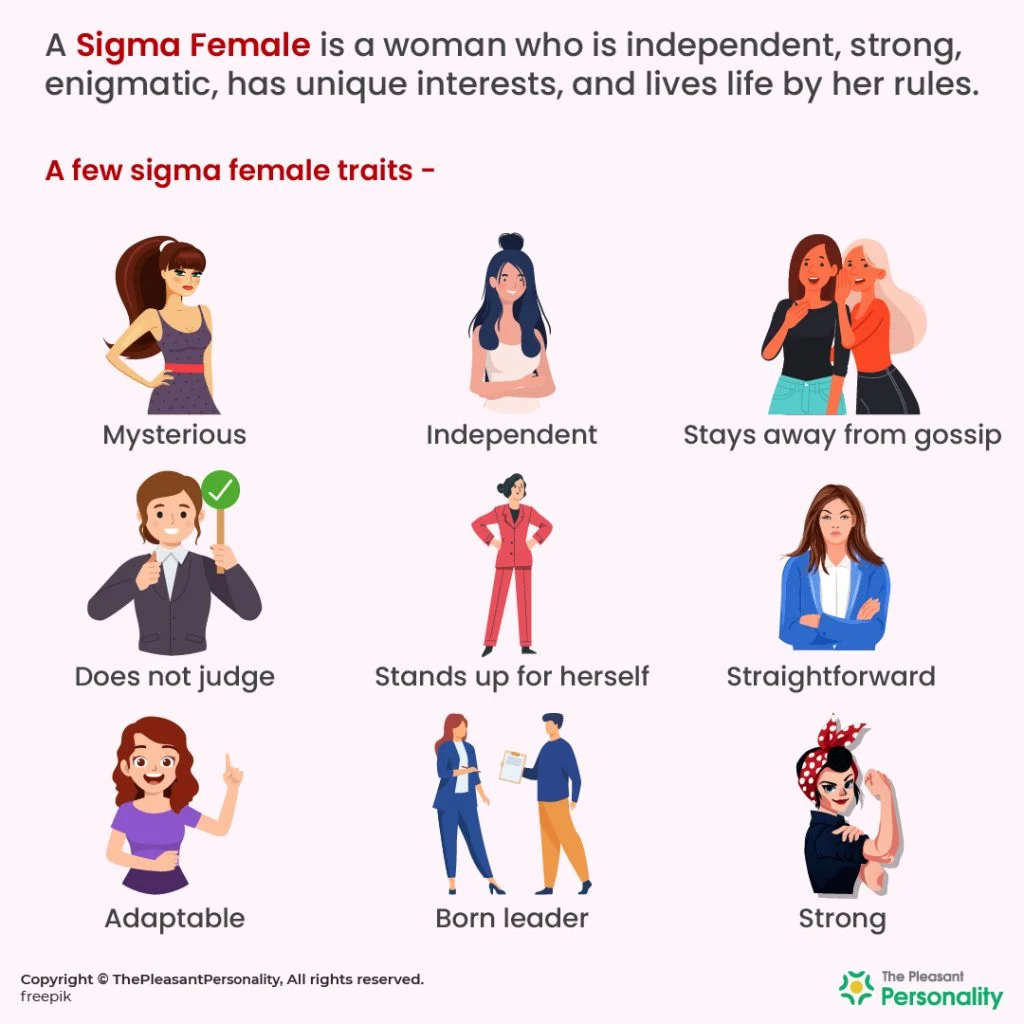 A Sigma Female is a woman who is independent, strong,
enigmatic, has unique interests, and lives life by her rules.
A few sigma female traits -
Mysterious
Independent
Stays away from gossip
Does not judge
Stands up for herself
Straightforward
Adaptable
Born leader
Strong
Copyright © ThePleasantPersonality, All rights reserved.
freepik
The Pleasant
Personality